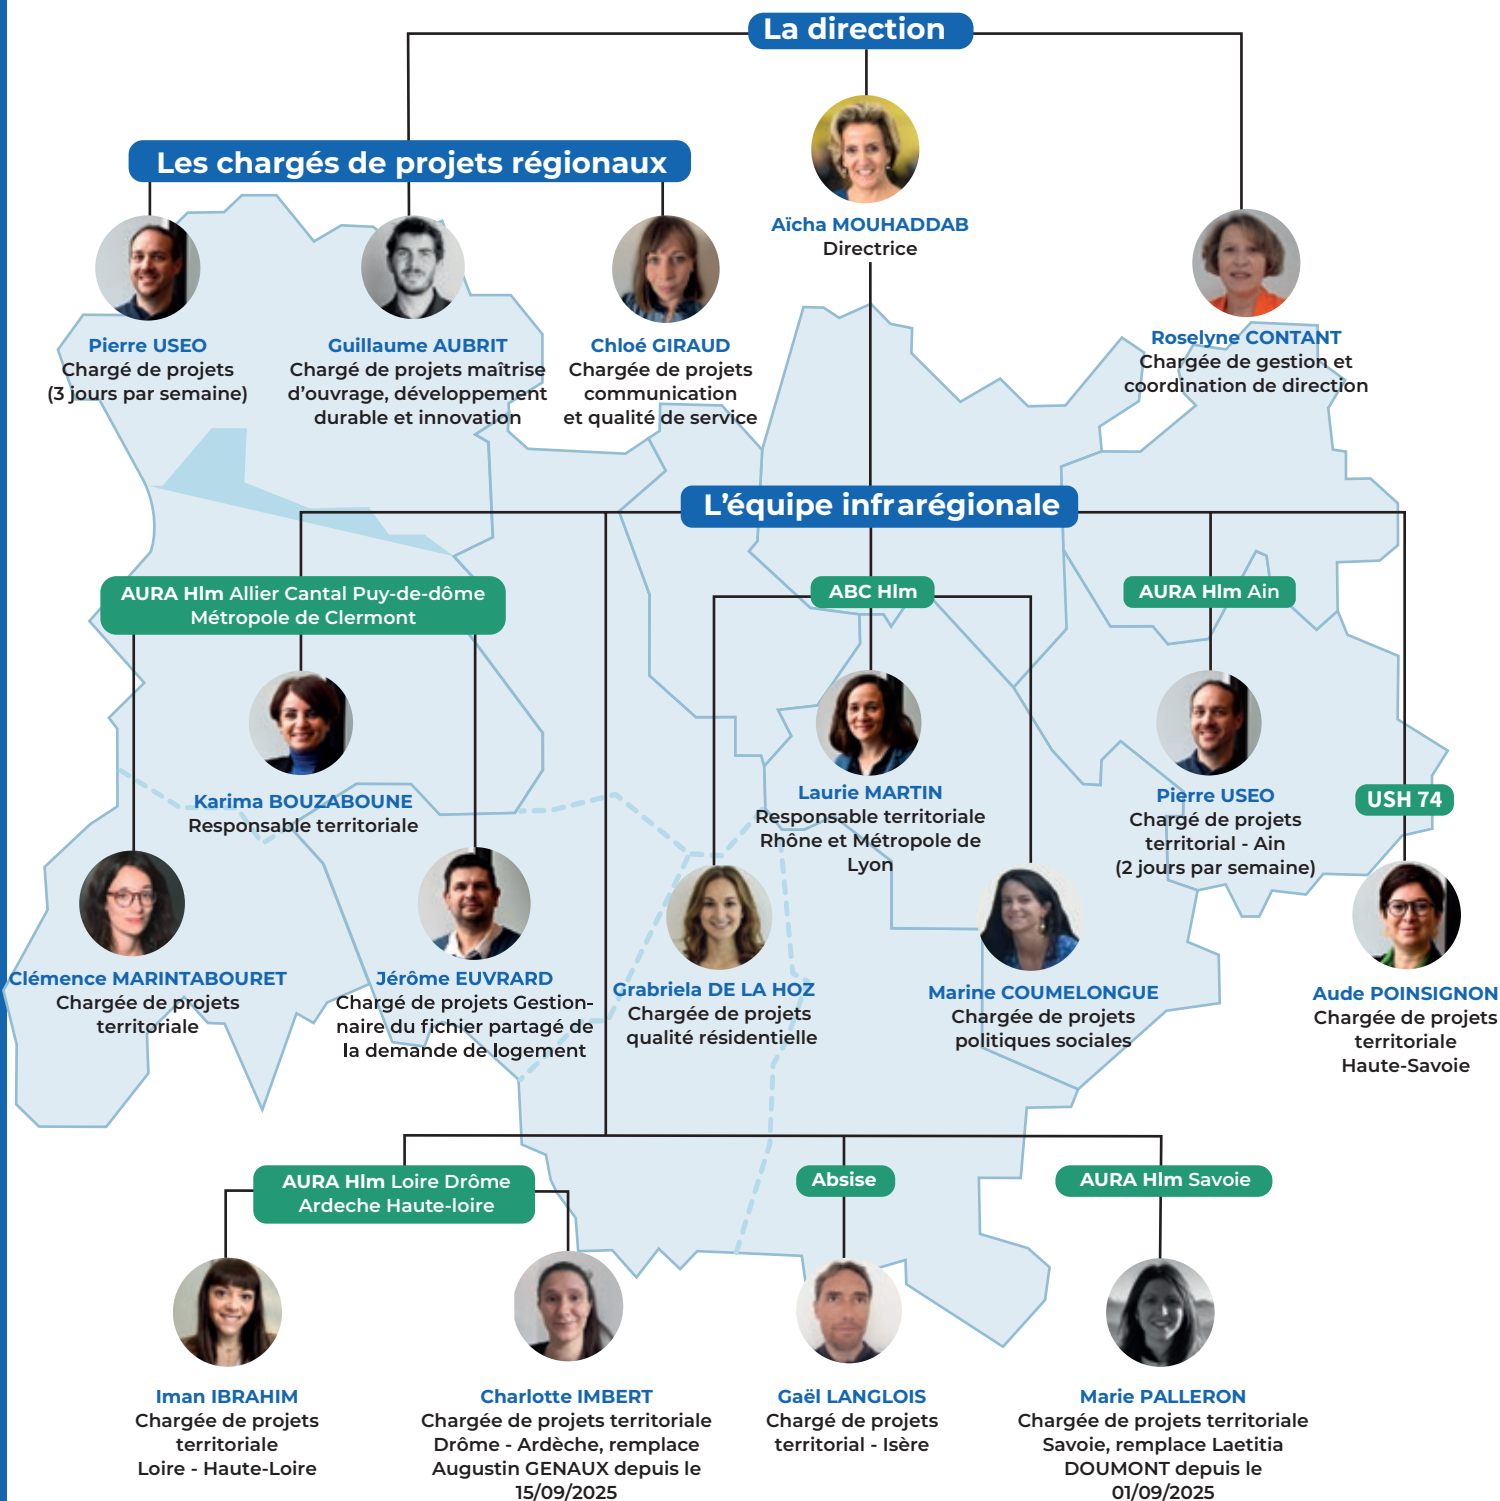 La direction
Les chargés de projets régionaux
Aïcha MOUHADDAB
Directrice
Pierre USEO
Chargé de projets
(3 jours par semaine)
Guillaume AUBRIT
Chargé de projets maîtrise
d'ouvrage, développement
durable et innovation
Chloé GIRAUD
Chargée de projets
communication
et qualité de service
Roselyne CONTANT
Chargée de gestion et
coordination de direction
L'équipe infrarégionale
AURA Hlm Allier Cantal Puy-de-dôme
Métropole de Clermont
ABC Hlm
AURA Hlm Ain
USH 74
Karima BOUZABOUNE
Responsable territoriale
Laurie MARTIN
Responsable territoriale
Rhône et Métropole de
Lyon
Pierre USEO
Chargé de projets
territorial - Ain
(2 jours par semaine)
Clémence MARINTABOURET
Chargée de projets
territoriale
Jérôme EUVRARD
Chargé de projets Gestion-
naire du fichier partagé de
la demande de logement
Grabriela DE LA HOZ
Chargée de projets
qualité résidentielle
Marine COUMELONGUE
Chargée de projets
politiques sociales
Aude POINSIGNON
Chargée de projets
territoriale
Haute-Savoie
AURA Hlm Loire Drôme
Ardeche Haute-loire
Absise
AURA Hlm Savoie
Iman IBRAHIM
Chargée de projets
territoriale
Loire - Haute-Loire
Charlotte IMBERT
Chargée de projets territoriale
Drôme - Ardèche, remplace
Augustin GENAUX depuis le
15/09/2025
Gaël LANGLOIS
Chargé de projets
territorial - Isère
Marie PALLERON
Chargée de projets territoriale
Savoie, remplace Laetitia
DOUMONT depuis le
01/09/2025